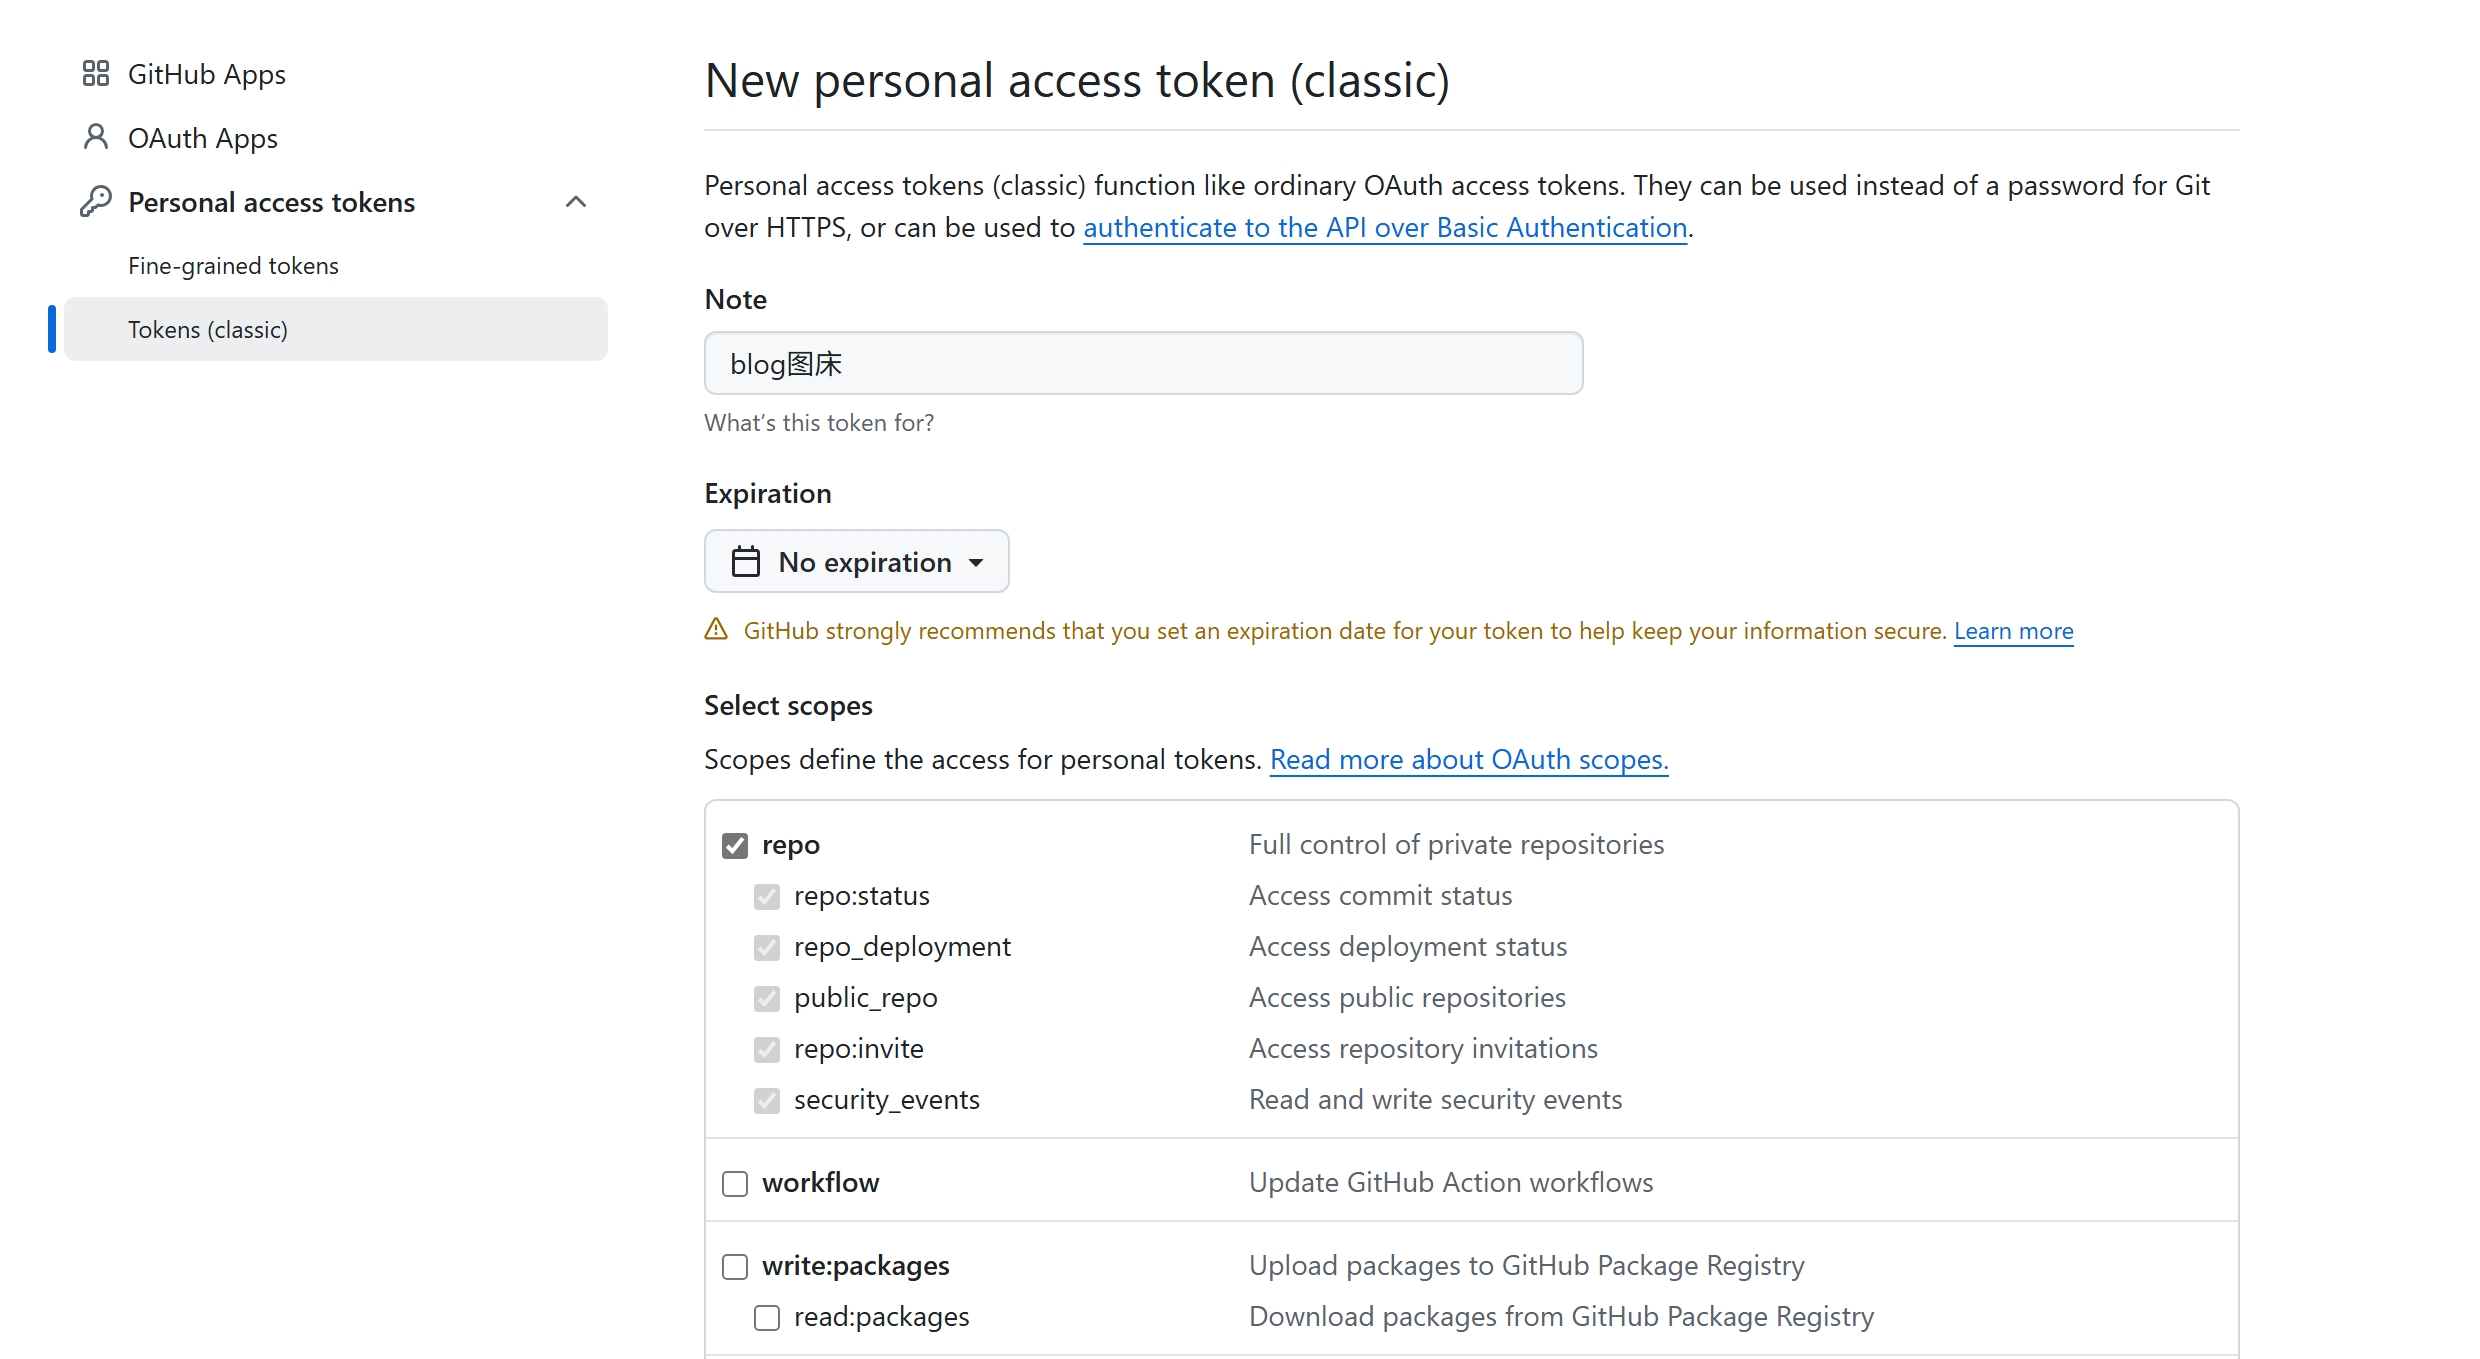 GitHub Apps
OAuth Apps
Personal access tokens
Fine-grained tokens
Tokens (classic)
New personal access token (classic)
Personal access tokens (classic) function like ordinary OAuth access tokens. They can be used instead of a password for Git
over HTTPS, or can be used to authenticate to the API over Basic Authentication.
Note
blog图床
What's this token for?
Expiration
No expiration
GitHub strongly recommends that you set an expiration date for your token to help keep your information secure. Learn more
Select scopes
Scopes define the access for personal tokens. Read more about OAuth scopes.
repo Full control of private repositories
repo:status Access commit status
repo_deployment Access deployment status
public_repo Access public repositories
repo:invite Access repository invitations
security_events Read and write security events
workflow Update GitHub Action workflows
write:packages Upload packages to GitHub Package Registry
read:packages Download packages from GitHub Package Registry